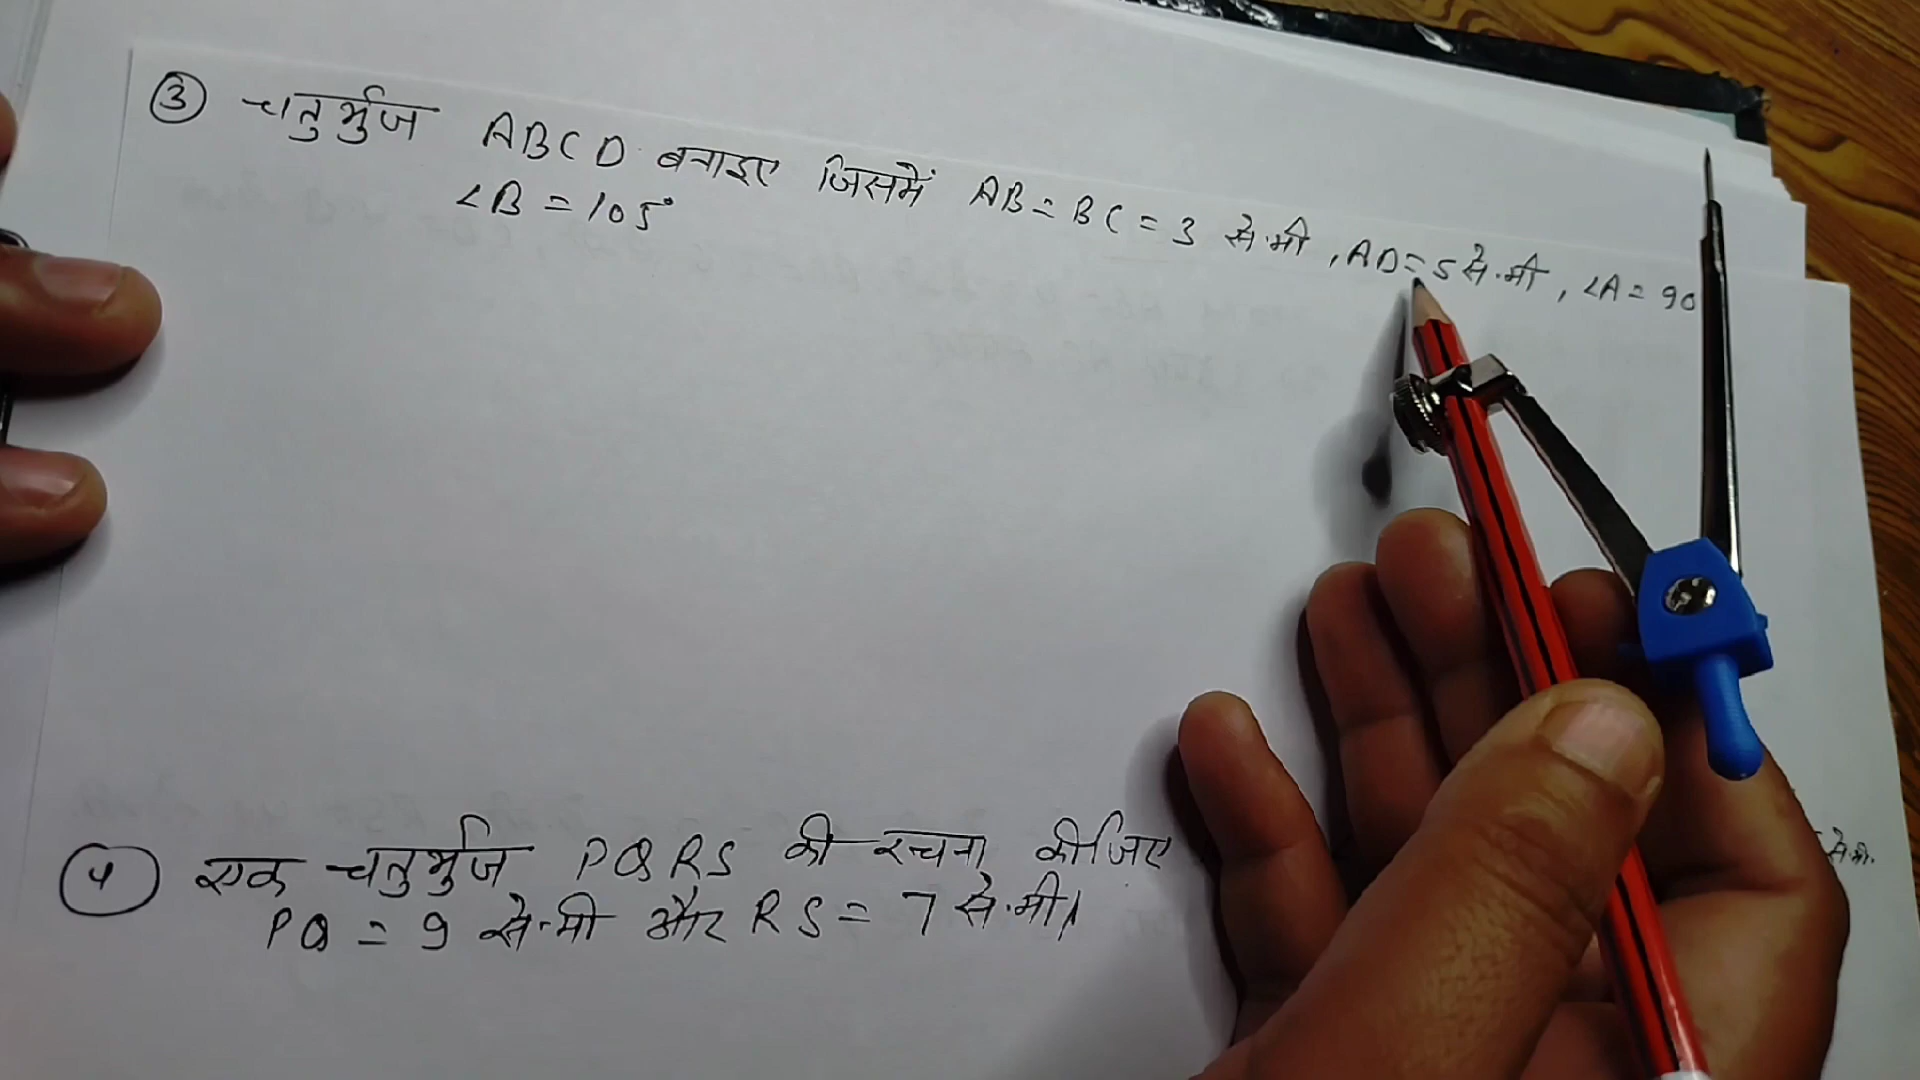 ③ चतुर्भुज ABCD बनाइए जिसमें AB = BC = 3 से.मी, AD = 5 से.मी, ∠A = 90
∠B = 105°
④ एक चतुर्भुज PQRS की रचना कीजिए
PQ = 9 से.मी और RS = 7 से.मी।
से.मी.